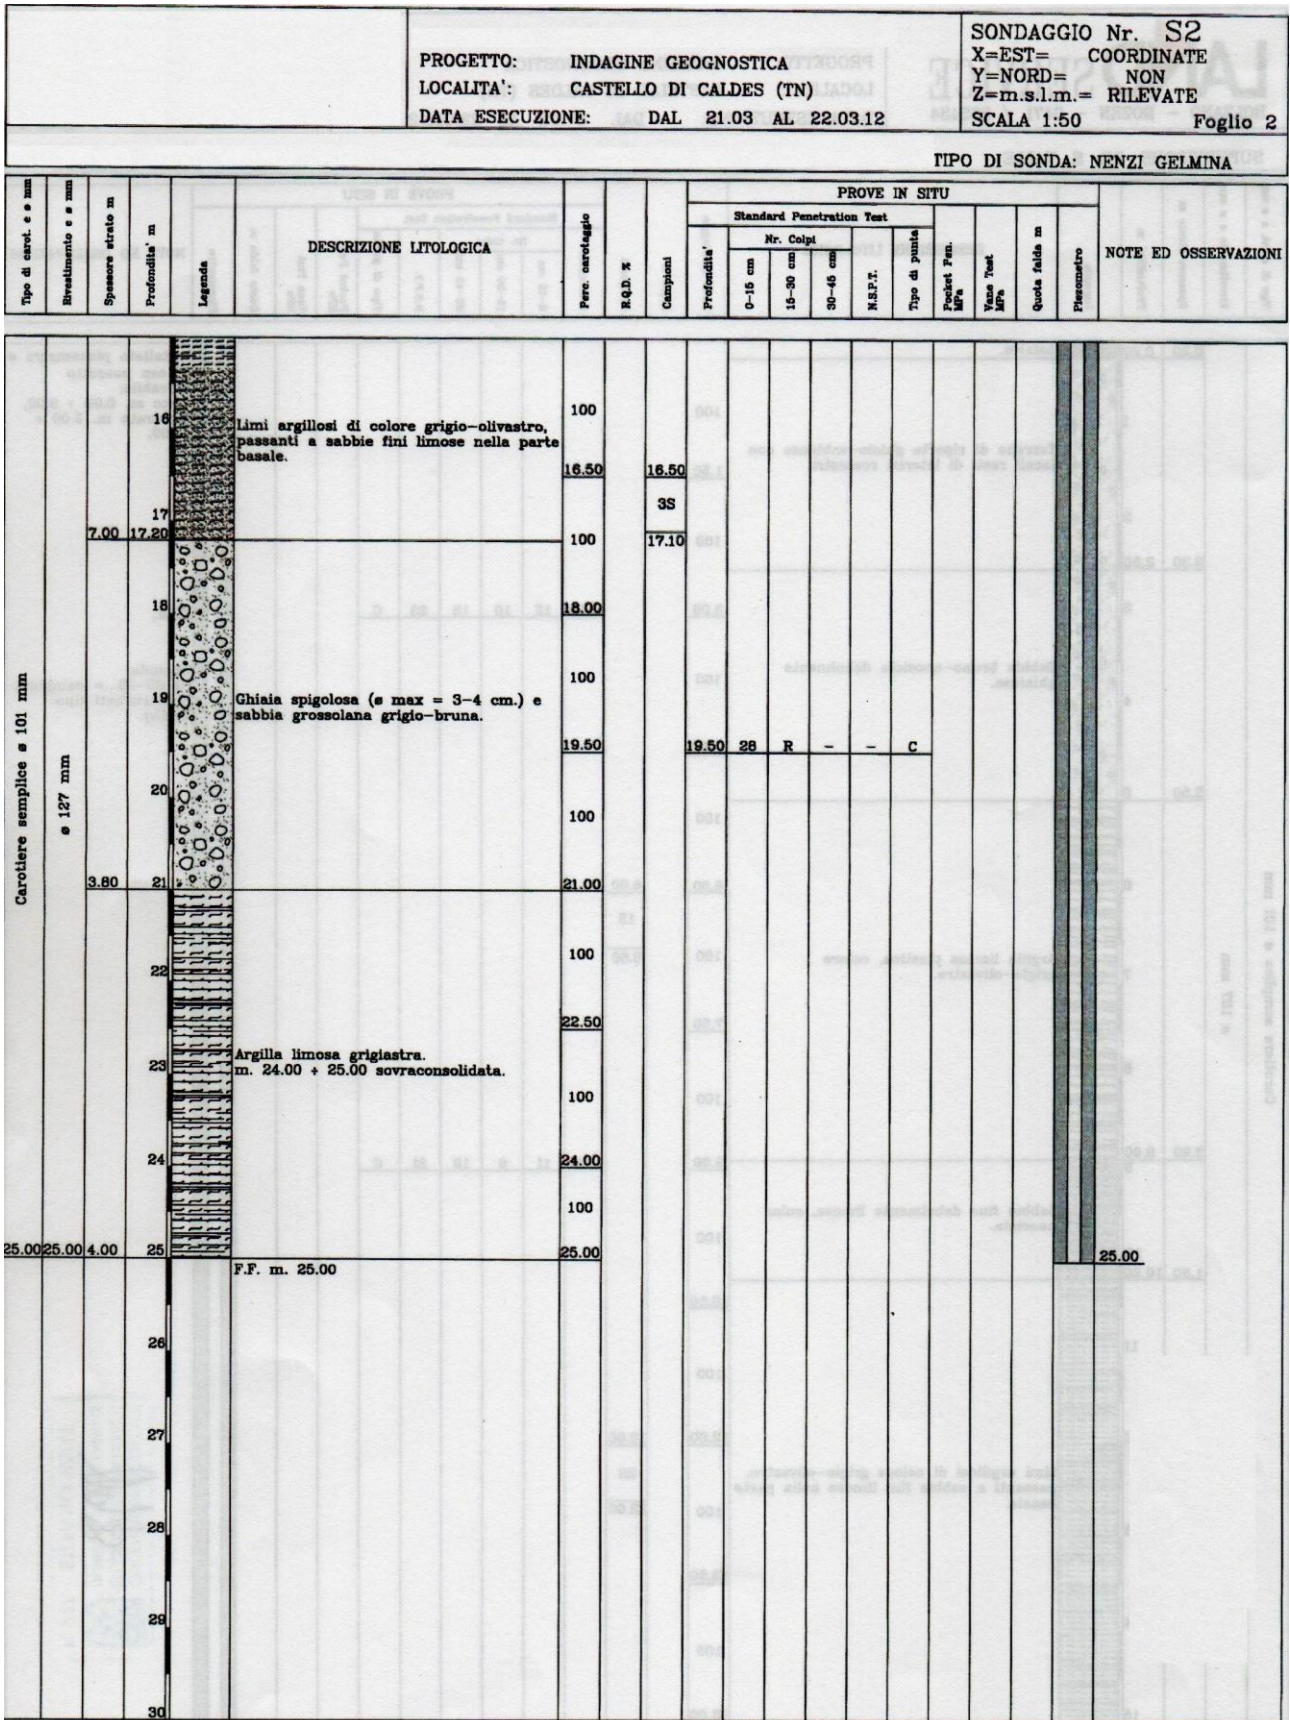 PROGETTO: INDAGINE GEOGNOSTICA
LOCALITA': CASTELLO DI CALDES (TN)
DATA ESECUZIONE: DAL 21.03 AL 22.03.12
SONDAGGIO Nr. S2
X=EST= COORDINATE
Y=NORD= NON
Z=m.s.l.m.= RILEVATE
SCALA 1:50 Foglio 2
TIPO DI SONDA: NENZI GELMINA
Tipo di carot. e ø mm
Rivestimento e ø mm
Spessore strato m
Profondita' m
Legenda
DESCRIZIONE LITOLOGICA
Perc. carotaggio
R.Q.D. %
Campioni
PROVE IN SITU
Standard Penetration Test
Profondita'
Nr. Colpi
0-15 cm
15-30 cm
30-45 cm
N.S.P.T.
Tipo di punta
Pocket Pen. MPa
Vane Test MPa
Quota falda m
Piezometro
NOTE ED OSSERVAZIONI
Carotiere semplice ø 101 mm
ø 127 mm
100
16
Limi argillosi di colore grigio-olivastro,
passanti a sabbie fini limose nella parte
basale.
16.50 16.50
3S
17
7.00 17.20
100 17.10
18 18.00
100
19
Ghiaia spigolosa (ø max = 3-4 cm.) e
sabbia grossolana grigio-bruna.
19.50 19.50 28 R - - C
20
100
3.80 21 21.00
100
22
22.50
23
Argilla limosa grigiastra.
m. 24.00 ÷ 25.00 sovraconsolidata.
100
24 24.00
100
25.00 25.00 4.00 25 25.00 25.00
F.F. m. 25.00
26
27
28
29
30